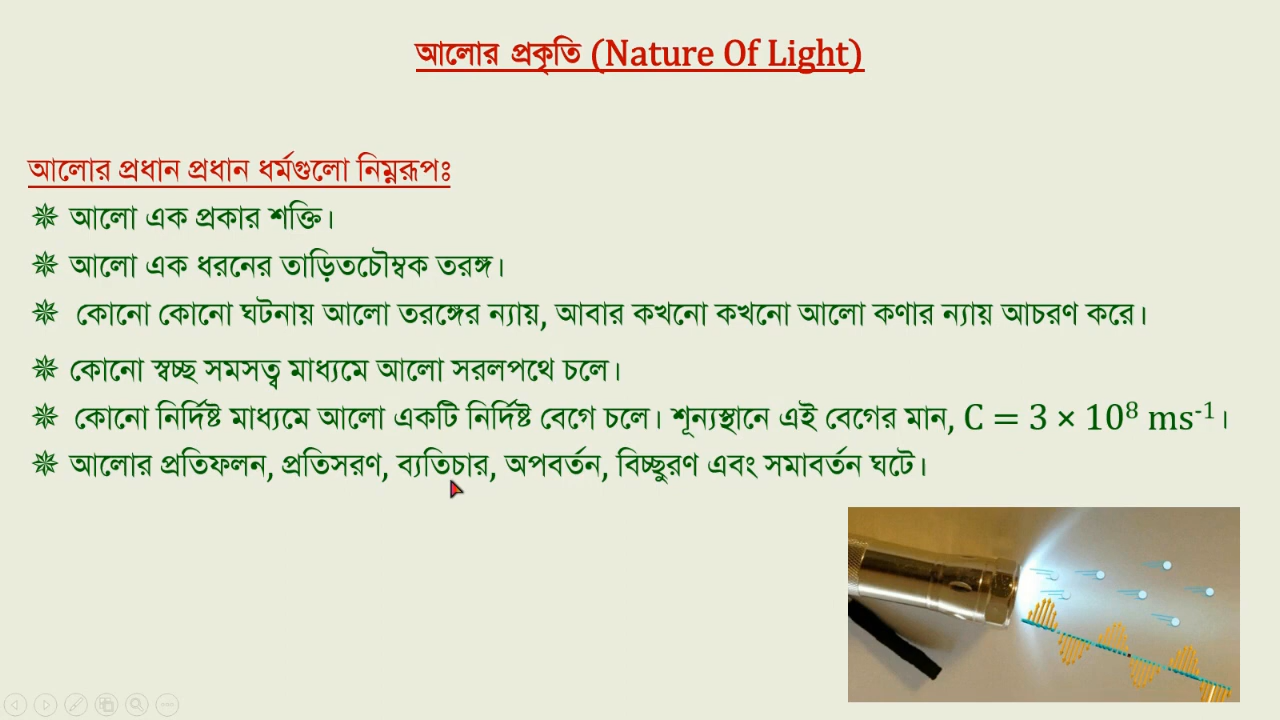 আলোর প্রকৃতি (Nature Of Light)
আলোর প্রধান প্রধান ধর্মগুলো নিম্নরূপঃ
✵ আলো এক প্রকার শক্তি।
✵ আলো এক ধরনের তাড়িতচৌম্বক তরঙ্গ।
✵ কোনো কোনো ঘটনায় আলো তরঙ্গের ন্যায়, আবার কখনো কখনো আলো কণার ন্যায় আচরণ করে।
✵ কোনো স্বচ্ছ সমসত্ব মাধ্যমে আলো সরলপথে চলে।
✵ কোনো নির্দিষ্ট মাধ্যমে আলো একটি নির্দিষ্ট বেগে চলে। শূন্যস্থানে এই বেগের মান, C = 3 × 10⁸ ms⁻¹।
✵ আলোর প্রতিফলন, প্রতিসরণ, ব্যতিচার, অপবর্তন, বিচ্ছুরণ এবং সমাবর্তন ঘটে।